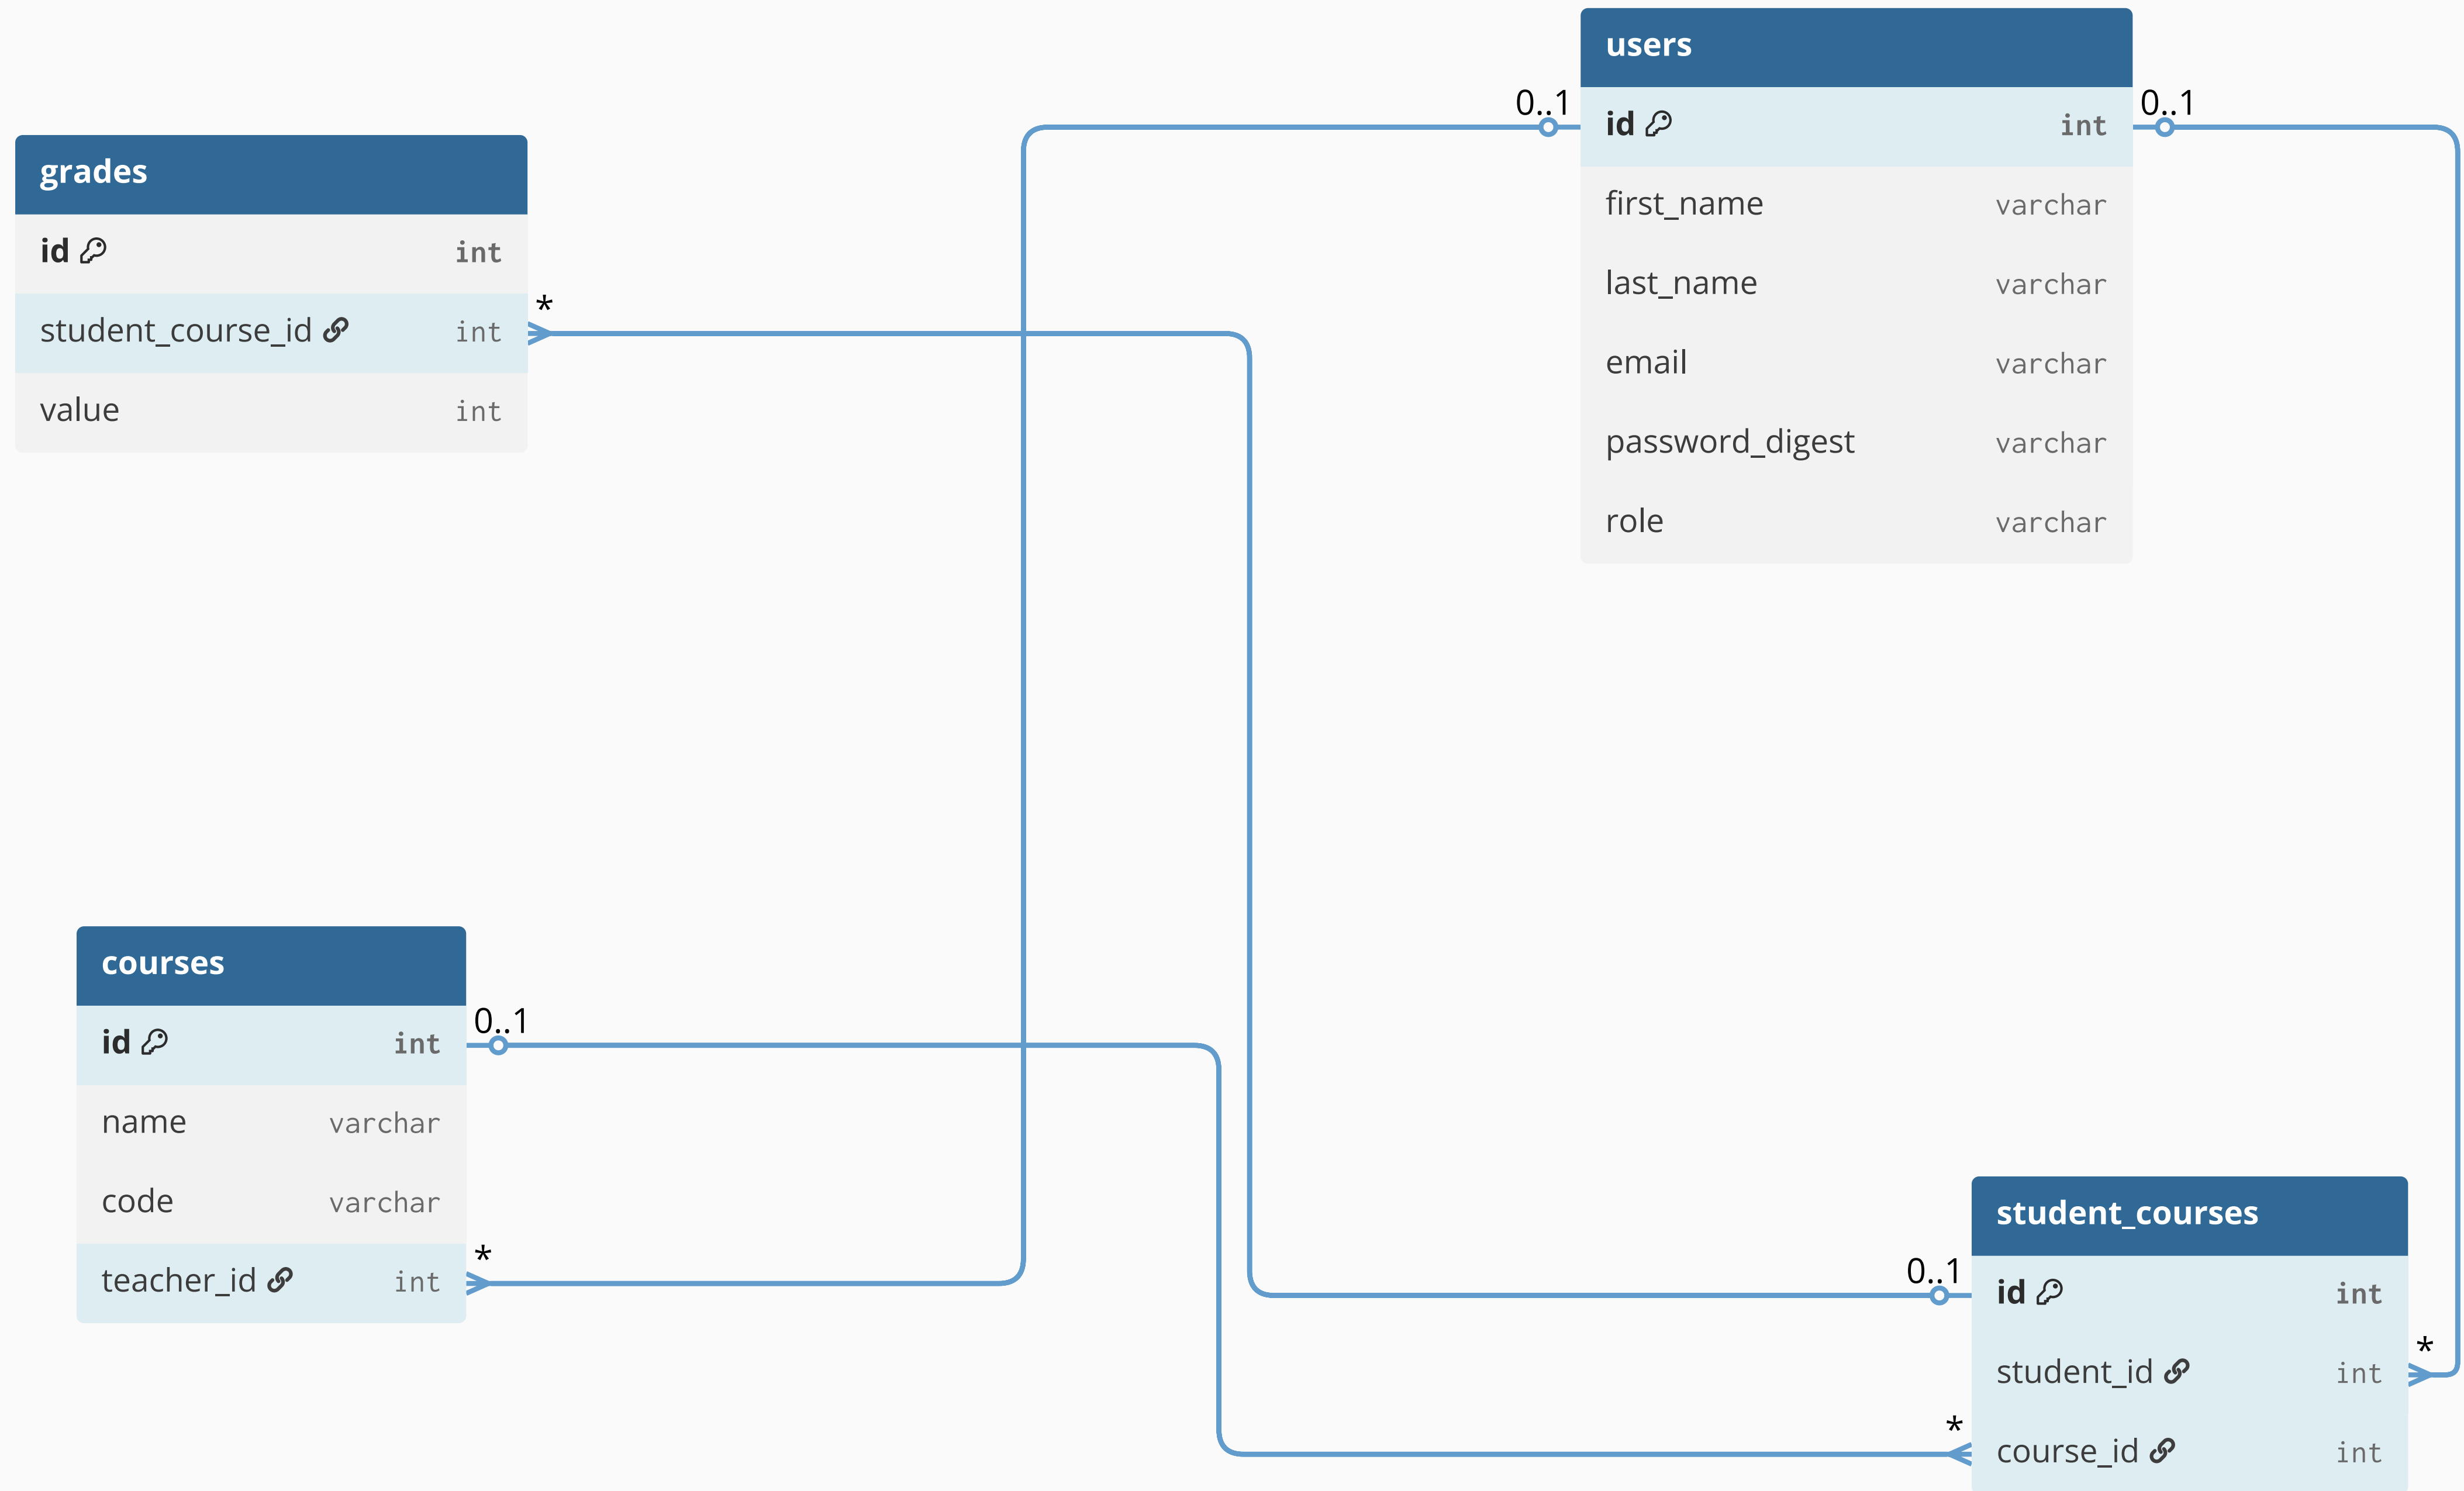 grades
id int
*
student_course_id int
value int
users
0..1
0..1
id int
first_name varchar
last_name varchar
email varchar
password_digest varchar
role varchar
courses
0..1
id int
name varchar
code varchar
*
teacher_id int
student_courses
0..1
id int
*
student_id int
*
course_id int